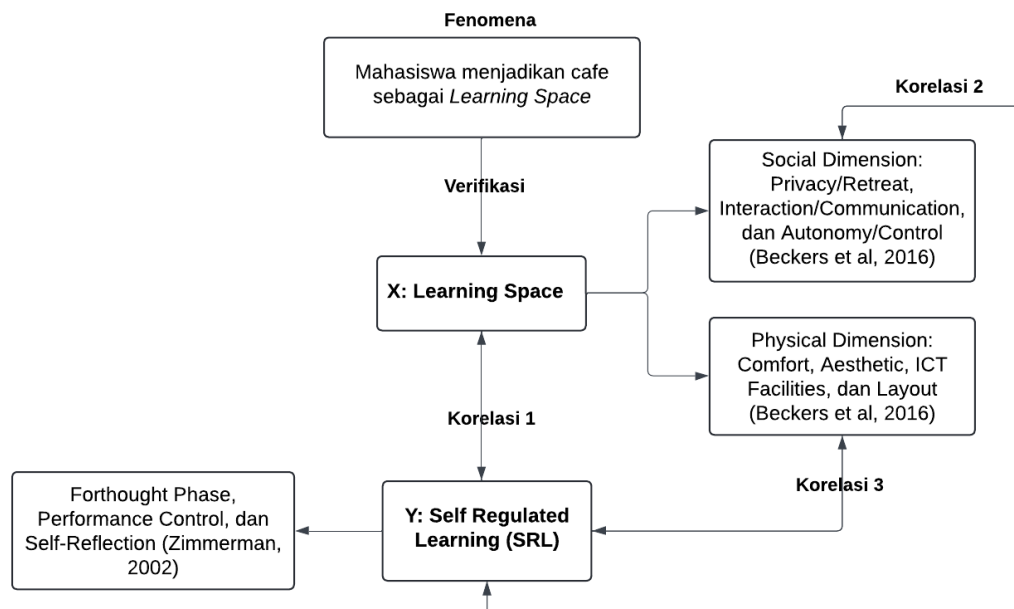 Fenomena
Mahasiswa menjadikan cafe
sebagai Learning Space
Korelasi 2
Verifikasi
Social Dimension:
Privacy/Retreat,
Interaction/Communication,
dan Autonomy/Control
(Beckers et al, 2016)
X: Learning Space
Physical Dimension:
Comfort, Aesthetic, ICT
Facilities, dan Layout
(Beckers et al, 2016)
Korelasi 1
Korelasi 3
Forthought Phase,
Performance Control, dan
Self-Reflection (Zimmerman,
2002)
Y: Self Regulated
Learning (SRL)